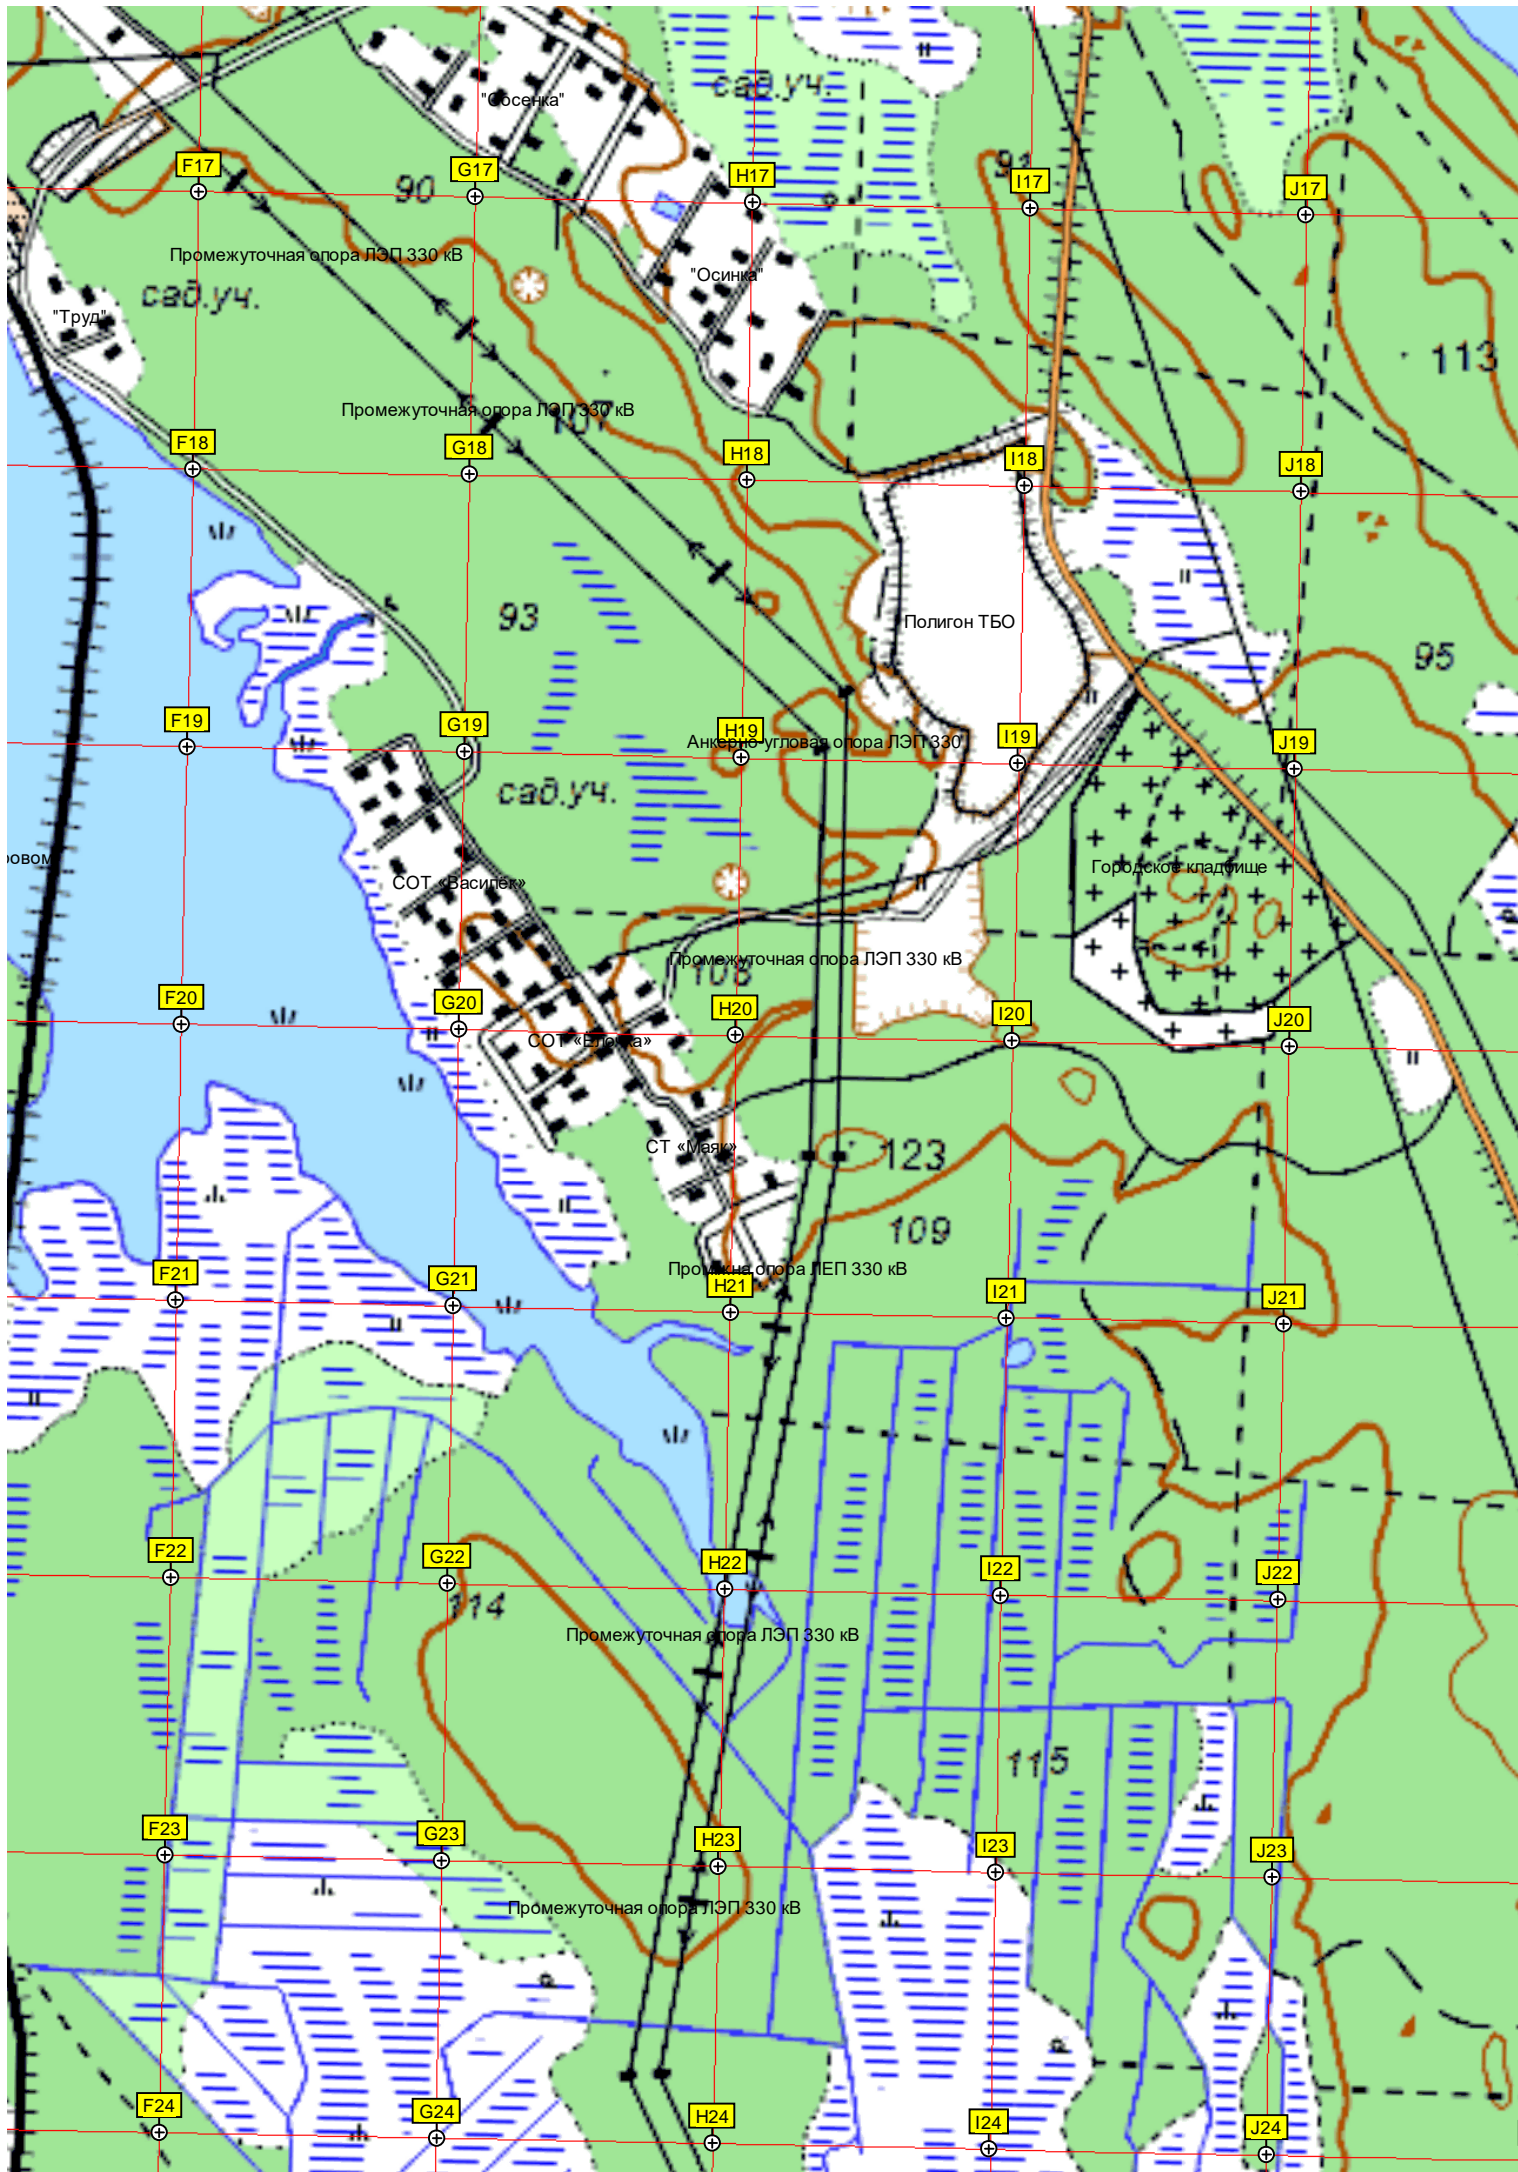 "Сосенка"
сад.уч.
91
F17
G17
H17
I17
J17
90
Промежуточная опора ЛЭП 330 кВ
"Осинка"
сад.уч.
"Труд"
113
Промежуточная опора ЛЭП 330 кВ
107
F18
G18
H18
I18
J18
93
Полигон ТБО
95
F19
G19
H19
I19
J19
Анкерно-угловая опора ЛЭП 330
сад.уч.
Городское кладбище
СОТ «Василёк»
Промежуточная опора ЛЭП 330 кВ
F20
G20
H20
I20
J20
СОТ «Ёлочка»
СТ «Маяк»
123
109
Промiжна опора ЛЕП 330 кВ
F21
G21
H21
I21
J21
F22
G22
H22
I22
J22
114
Промежуточная опора ЛЭП 330 кВ
115
F23
G23
H23
I23
J23
Промежуточная опора ЛЭП 330 кВ
F24
G24
H24
I24
J24